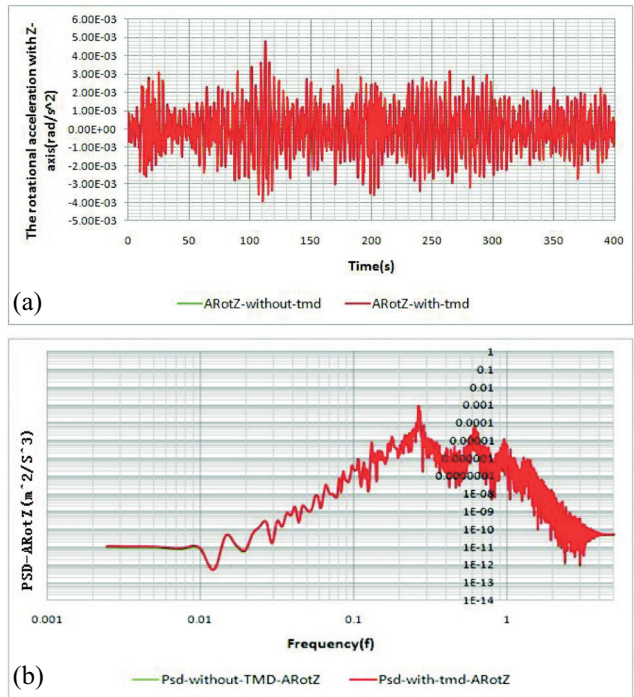 The rotational acceleration with Z-
axis[rad/s^2]
6.00E-03
5.00E-03
4.00E-03
3.00E-03
2.00E-03
1.00E-03
0.00E+00
-1.00E-03
-2.00E-03
-3.00E-03
-4.00E-03
-5.00E-03
0 50 100 150 200 250 300 350 400
Time(s)
(a)
ARotZ-without-tmd ARotZ-with-tmd
PSD-ARotZ(m^2/S^3)
1
0.1
0.01
0.001
0.0001
0.00001
0.000001
0.0000001
1E-08
1E-09
1E-10
1E-11
1E-12
1E-13
1E-14
0.001 0.01 0.1 1
Frequency(f)
(b)
Psd-without-TMD-ARotZ Psd-with-tmd-ARotZ